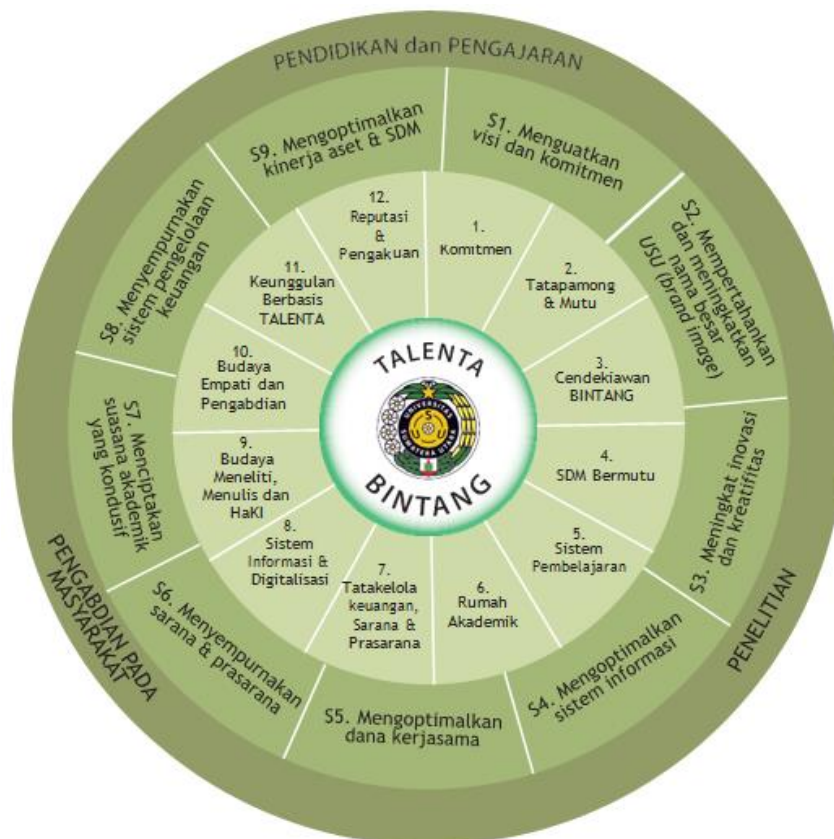 PENDIDIKAN dan PENGAJARAN
S1. Menguatkan
visi dan komitmen
S2. Mempertahankan
dan meningkatkan
nama besar
USU (brand image)
S3. Meningkat inovasi
dan kreatifitas
S4. Mengoptimalkan
sistem informasi
S5. Mengoptimalkan
dana kerjasama
S6. Menyempurnakan
sarana & prasarana
S7. Menciptakan
suasana akademik
yang kondusif
S8. Menyempurnakan
sistem pengelolaan
keuangan
S9. Mengoptimalkan
kinerja aset & SDM
PENELITIAN
PENGABDIAN PADA
MASYARAKAT
1.
Komitmen
2.
Tatapamong
& Mutu
3.
Cendekiawan
BINTANG
4.
SDM Bermutu
5.
Sistem
Pembelajaran
6.
Rumah
Akademik
7.
Tatakelola
keuangan,
Sarana &
Prasarana
8.
Sistem
Informasi &
Digitalisasi
9.
Budaya
Meneliti,
Menulis dan
HaKI
10.
Budaya
Empati dan
Pengabdian
11.
Keunggulan
Berbasis
TALENTA
12.
Reputasi
&
Pengakuan
TALENTA
UNIVERSITAS
SUMATERA UTARA
U S U
BINTANG